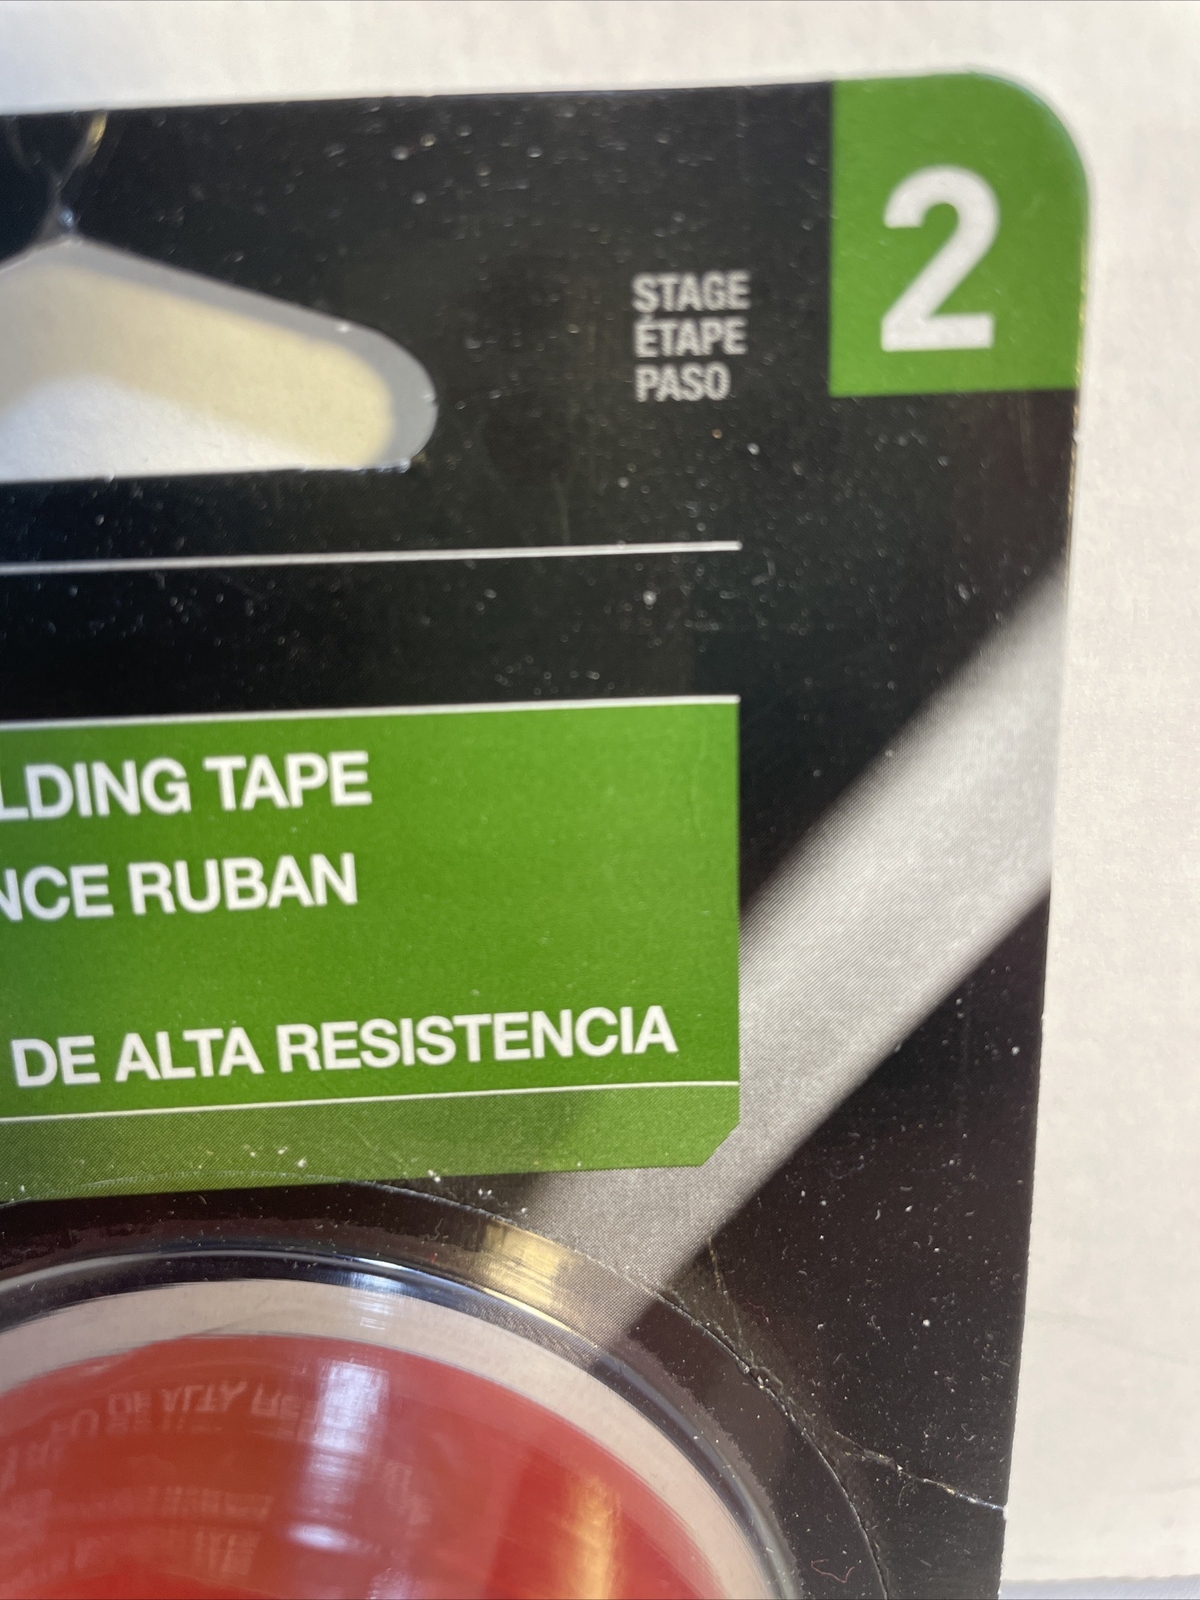 2
STAGE
ÉTAPE
PASO
LDING TAPE
NCE RUBAN
DE ALTA RESISTENCIA